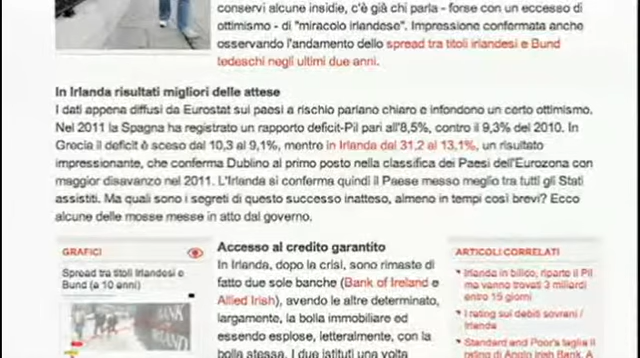 conservi alcune insidie, c'è già chi parla - forse con un eccesso di
ottimismo - di "miracolo irlandese". Impressione confermata anche
osservando l'andamento dello spread tra titoli irlandesi e Bund
tedeschi negli ultimi due anni.
In Irlanda risultati migliori delle attese
I dati appena diffusi da Eurostat sui paesi a rischio parlano chiaro e infondono un certo ottimismo.
Nel 2011 la Spagna ha registrato un rapporto deficit-Pil pari all'8,5%, contro il 9,3% del 2010. In
Grecia il deficit è sceso dal 10,3 al 9,1%, mentre in Irlanda dal 31,2 al 13,1%, un risultato
impressionante, che conferma Dublino al primo posto nella classifica dei Paesi dell'Eurozona con
maggior disavanzo nel 2011. L'Irlanda si conferma quindi il Paese messo meglio tra tutti gli Stati
assistiti. Ma quali sono i segreti di questo successo inatteso, almeno in tempi così brevi? Ecco
alcune delle mosse messe in atto dal governo.
GRAFICI
Spread tra titoli irlandesi e
Bund (a 10 anni)
BANK
Accesso al credito garantito
In Irlanda, dopo la crisi, sono rimaste di
fatto due sole banche (Bank of Ireland e
Allied Irish), avendo le altre determinato,
largamente, la bolla immobiliare ed
essendo esplose, letteralmente, con la
bolla stessa. I due istituti una volta
ARTICOLI CORRELATI
Irlanda in bilico, riparte il Pil
ma vanno trovati 3 miliardi
entro 15 giorni
I rating sui debiti sovrani /
Irlanda
Standard and Poor's taglia il
rating di Anglo Irish Bank. A